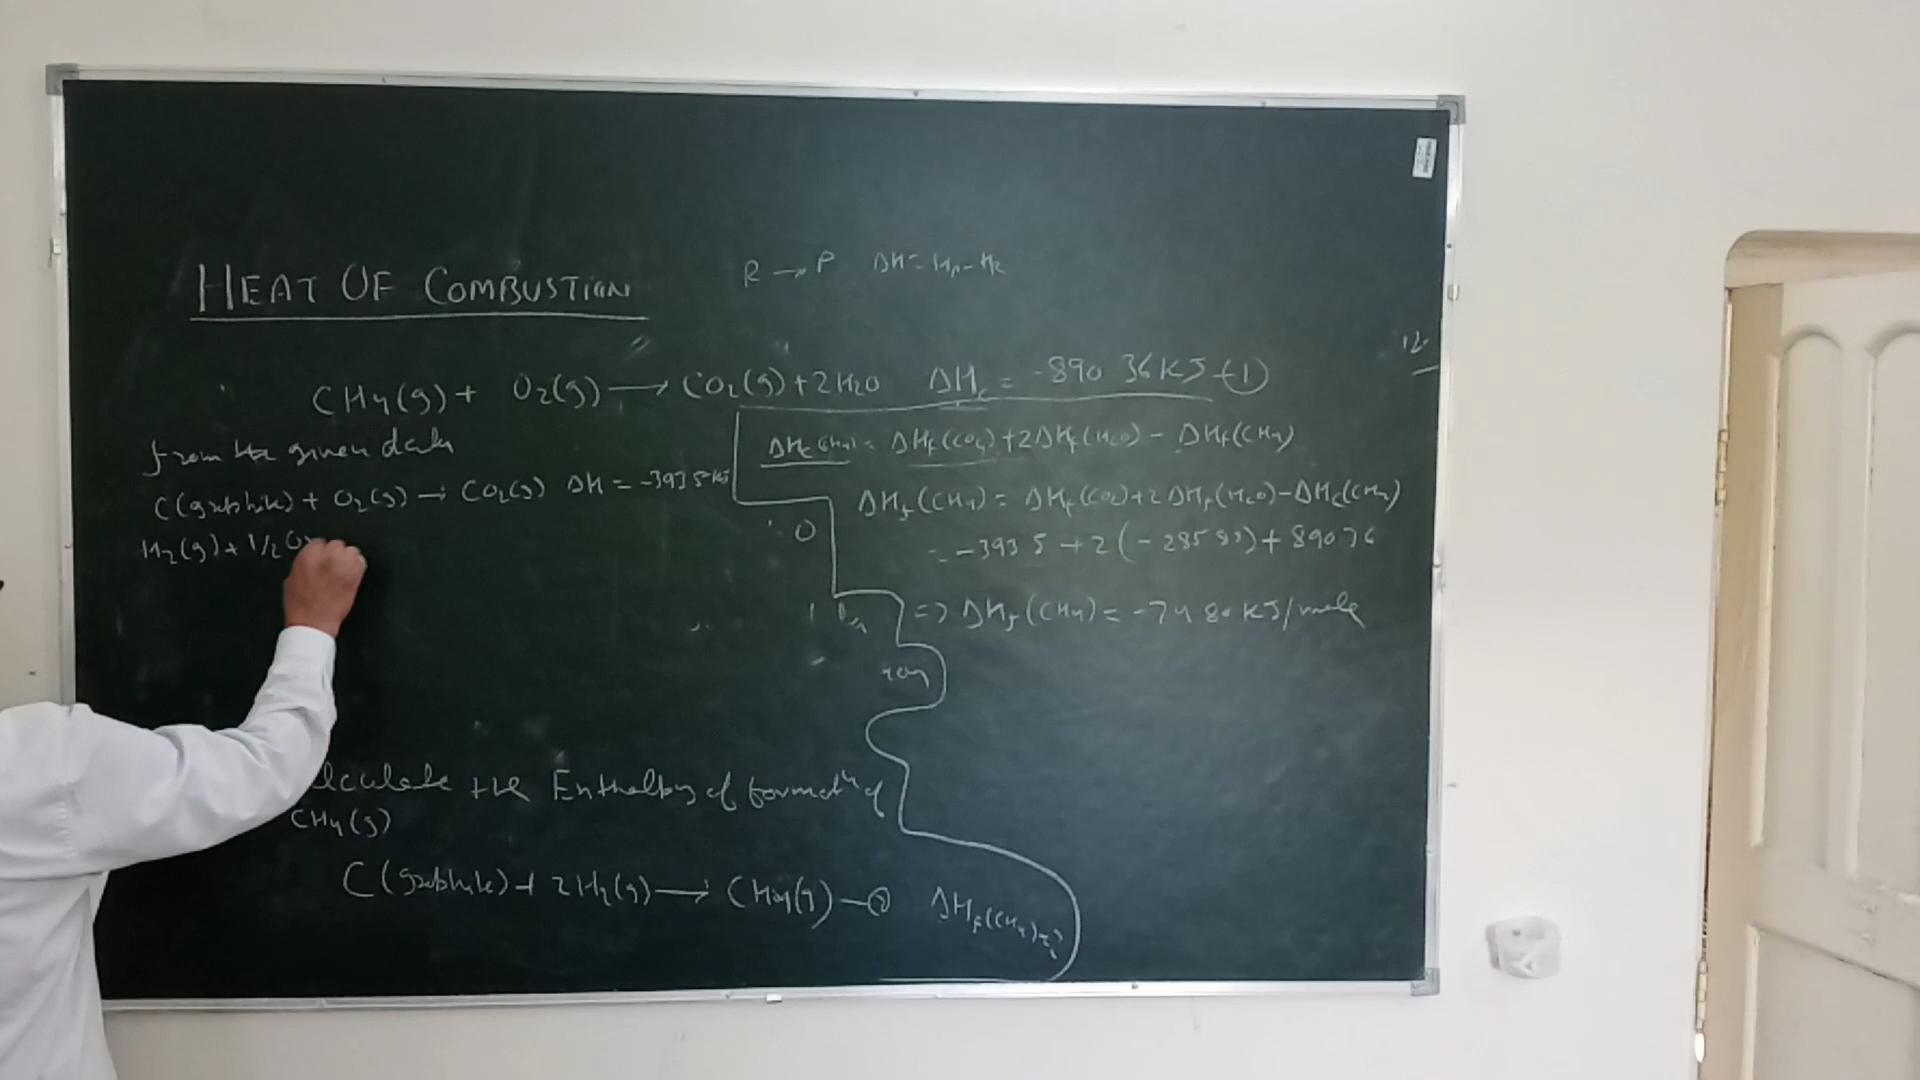 HEAT OF COMBUSTION
R → P ΔH = Hp - HR
12
CH4(g) + O2(g) → CO2(g) + 2H2O ΔHc = -890 36 KJ -(1)
from the given data
C(graphite) + O2(g) → CO2(g) ΔH = -393 5 KJ
H2(g) + 1/2 O
ΔHc(CH4) = ΔHf(CO2) + 2ΔHf(H2O) - ΔHf(CH4)
ΔHf(CH4) = ΔHf(CO2) + 2ΔHf(H2O) - ΔHc(CH4)
= -393 5 + 2(-285 83) + 890 36
=> ΔHf(CH4) = -74 80 KJ/mole
lculate the Enthalpy of formatn of
CH4(g)
C(graphite) + 2H2(g) → CH4(g) -(2) ΔHf(CH4) = ?